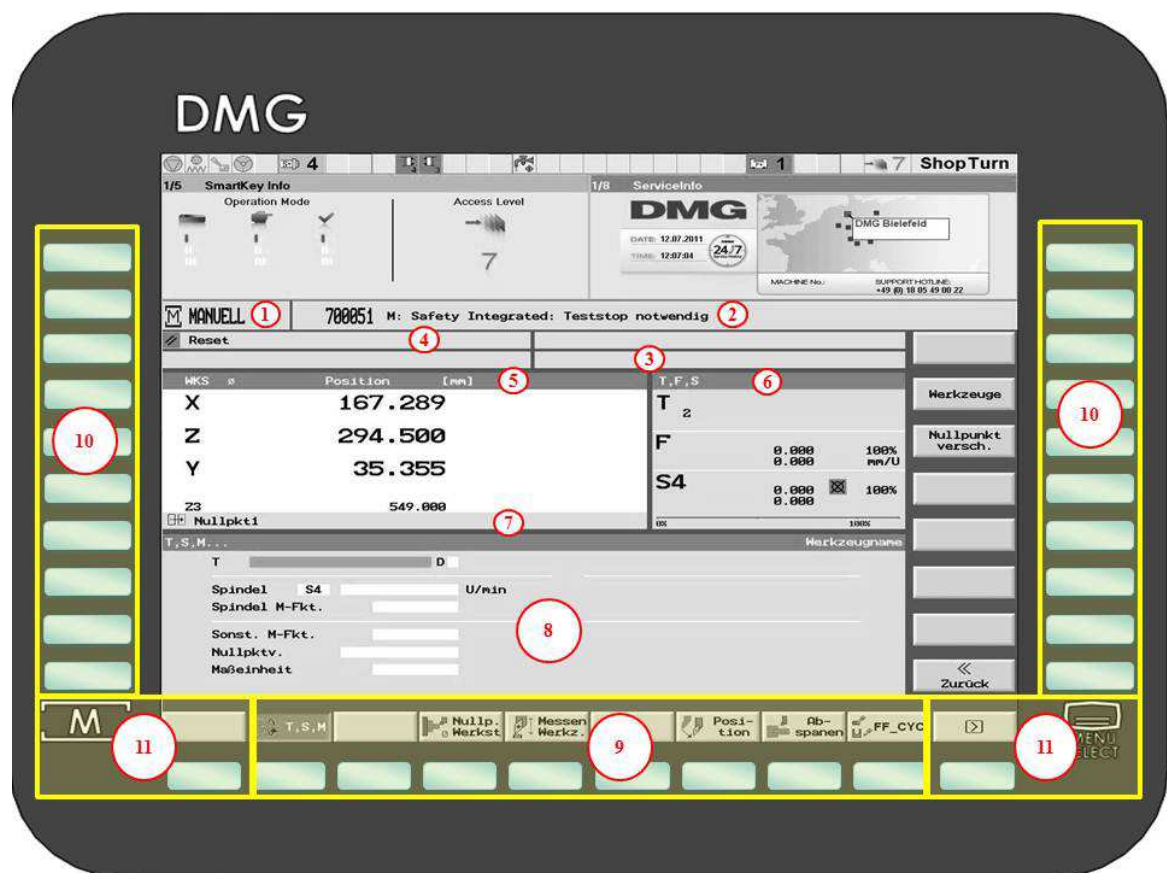 DMG
4 1 7 ShopTurn
1/5 SmartKey Info
Operation Mode Access Level
I I I
II II II
III III III
7
1/8 ServiceInfo
DMG
DATE: 12.07.2011
TIME: 12:07:04
24/7
DMG Bielefeld
MACHINE No.: SUPPORT HOTLINE:
+49 (0) 18 05 49 00 22
M MANUELL 1 700051 M: Safety Integrated: Teststop notwendig 2
Reset 4
3
WKS ø Position [mm] 5
X 167.289
Z 294.500
Y 35.355
Z3 549.000
Nullpkt1 7
T,F,S 6
T 2
F 0.000 100%
0.000 mm/U
S4 0.000 100%
0.000
0% 100%
Werkzeuge
Nullpunkt
versch.
«
Zurück
T,S,M... Werkzeugname
T D
Spindel S4 U/min
Spindel M-Fkt.
Sonst. M-Fkt.
Nullpktv.
Maßeinheit
8
10
10
M
11
T,S,M
Nullp.
Werkst
Messen
Werkz.
9
Posi-
tion
Ab-
spanen
FF_CYC
11
MENU
SELECT